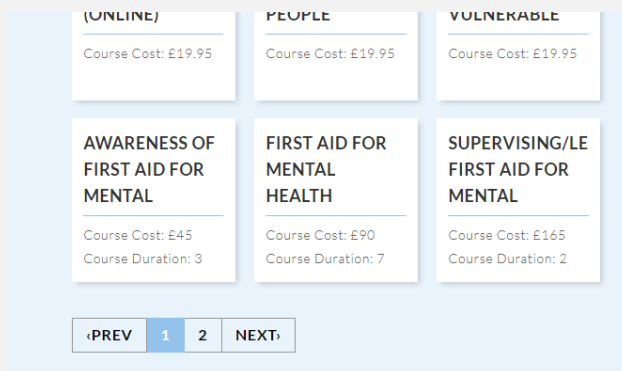 (ONLINE)
Course Cost: £19.95
PEOPLE
Course Cost: £19.95
VULNERABLE
Course Cost: £19.95
AWARENESS OF
FIRST AID FOR
MENTAL
Course Cost: £45
Course Duration: 3
FIRST AID FOR
MENTAL
HEALTH
Course Cost: £90
Course Duration: 7
SUPERVISING/LE
FIRST AID FOR
MENTAL
Course Cost: £165
Course Duration: 2
‹PREV 1 2 NEXT›